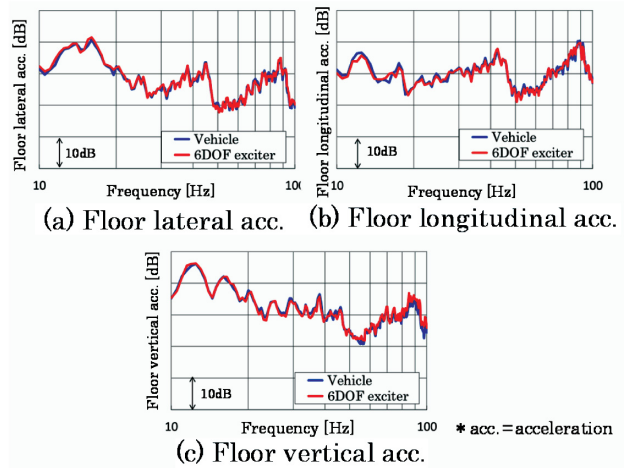 Floor lateral acc. [dB]
10dB
Vehicle
6DOF exciter
10
Frequency [Hz]
100
(a) Floor lateral acc.
Floor longitudinal acc. [dB]
10dB
Vehicle
6DOF exciter
10
Frequency [Hz]
100
(b) Floor longitudinal acc.
Floor vertical acc. [dB]
10dB
Vehicle
6DOF exciter
10
Frequency [Hz]
100
(c) Floor vertical acc.
* acc.=acceleration